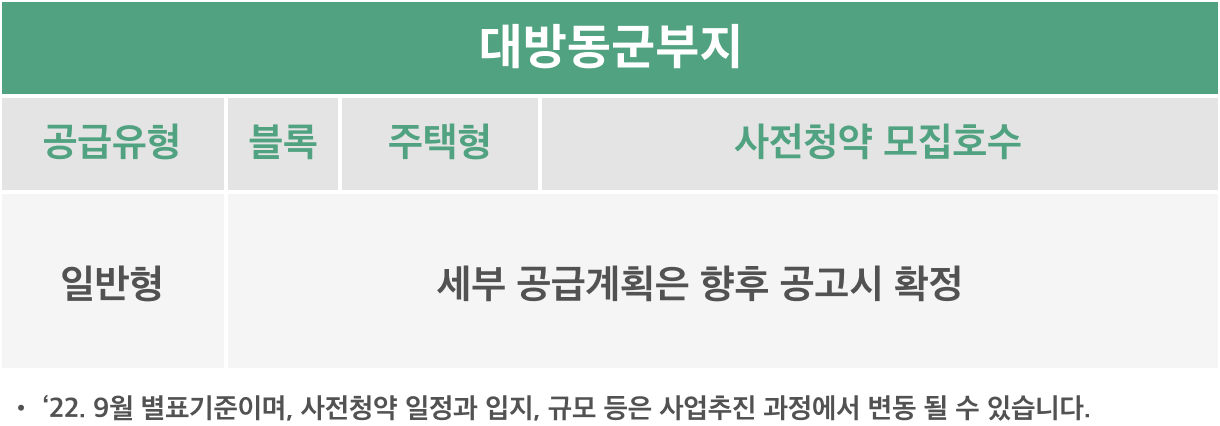 대방동군부지
공급유형 블록 주택형 사전청약 모집호수
일반형 세부 공급계획은 향후 공고시 확정
• ‘22. 9월 별표기준이며, 사전청약 일정과 입지, 규모 등은 사업추진 과정에서 변동 될 수 있습니다.